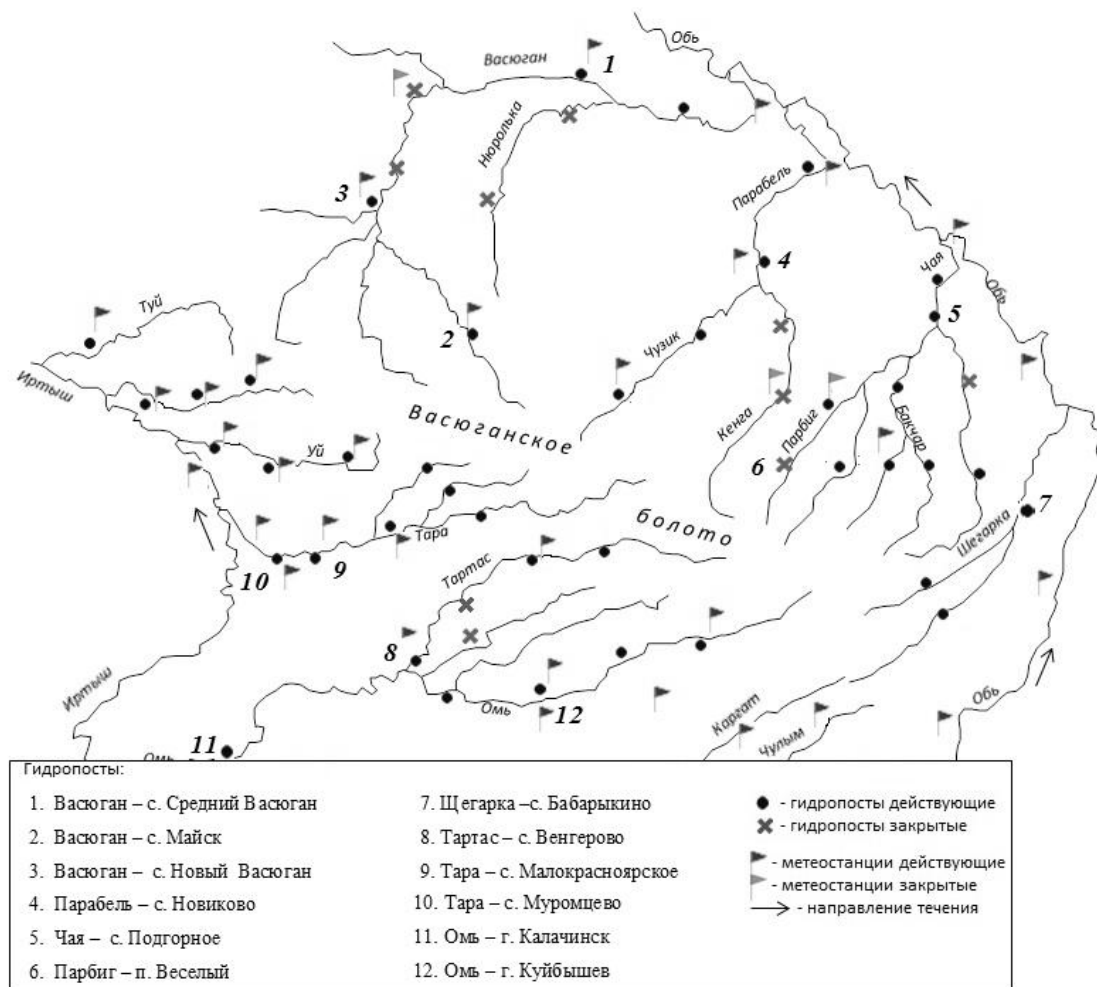 Обь
Васюган
1
Нюролька
Парабель
3
4
Чая
Обь
5
Туй
2
Чузик
Иртыш
Васюганское
Кенга
Парбиг
Бакчар
Уй
6
7
болото
Шегарка
Тара
10
9
Тартас
8
Иртыш
Омь
12
Каргат
Обь
Чулым
11
Омь
Гидропосты:
1. Васюган – с. Средний Васюган
2. Васюган – с. Майск
3. Васюган – с. Новый Васюган
4. Парабель – с. Новиково
5. Чая – с. Подгорное
6. Парбиг – п. Веселый
7. Щегарка –с. Бабарыкино
8. Тартас – с. Венгерово
9. Тара – с. Малокрасноярское
10. Тара – с. Муромцево
11. Омь – г. Калачинск
12. Омь – г. Куйбышев
- гидропосты действующие
- гидропосты закрытые
- метеостанции действующие
- метеостанции закрытые
- направление течения